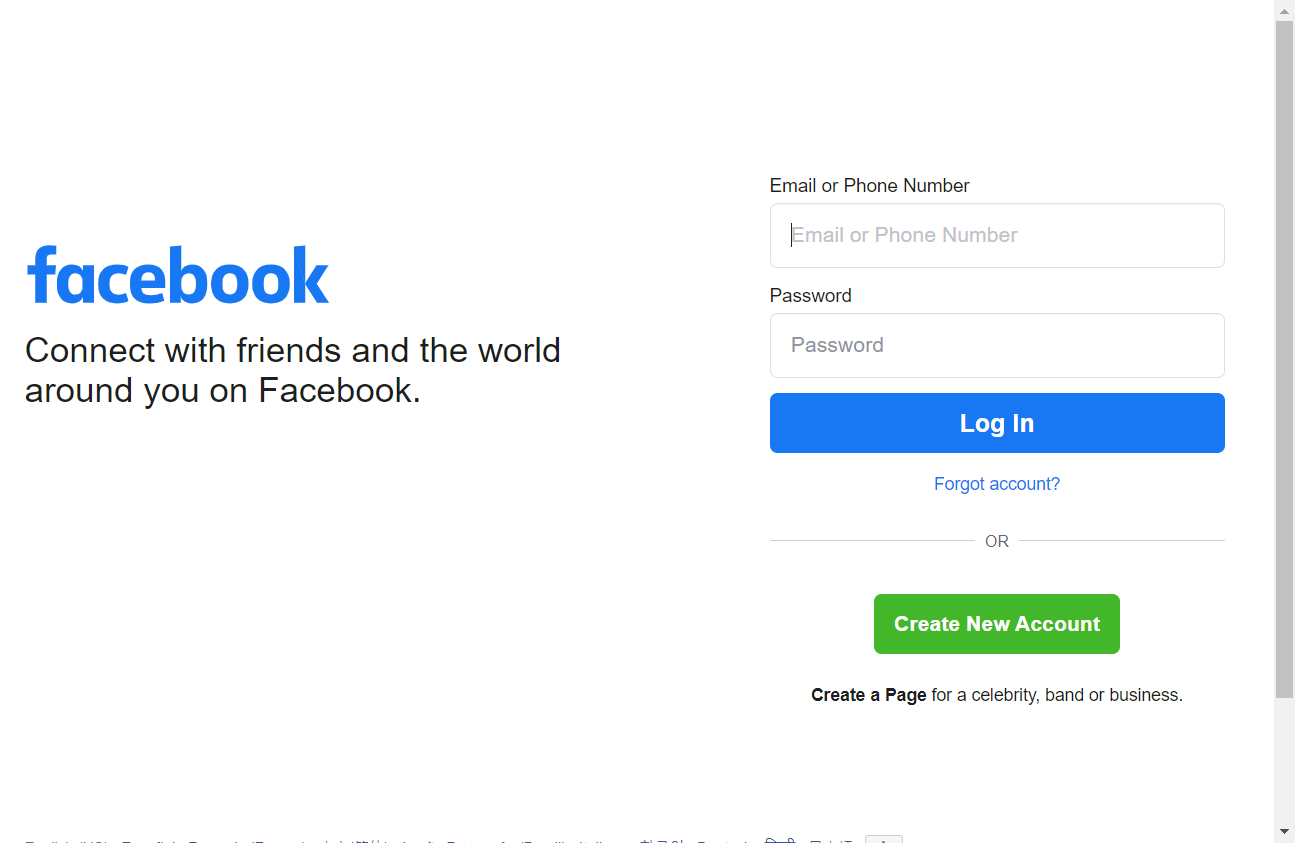 facebook
Connect with friends and the world
around you on Facebook.
Email or Phone Number
Email or Phone Number
Password
Password
Log In
Forgot account?
OR
Create New Account
Create a Page for a celebrity, band or business.